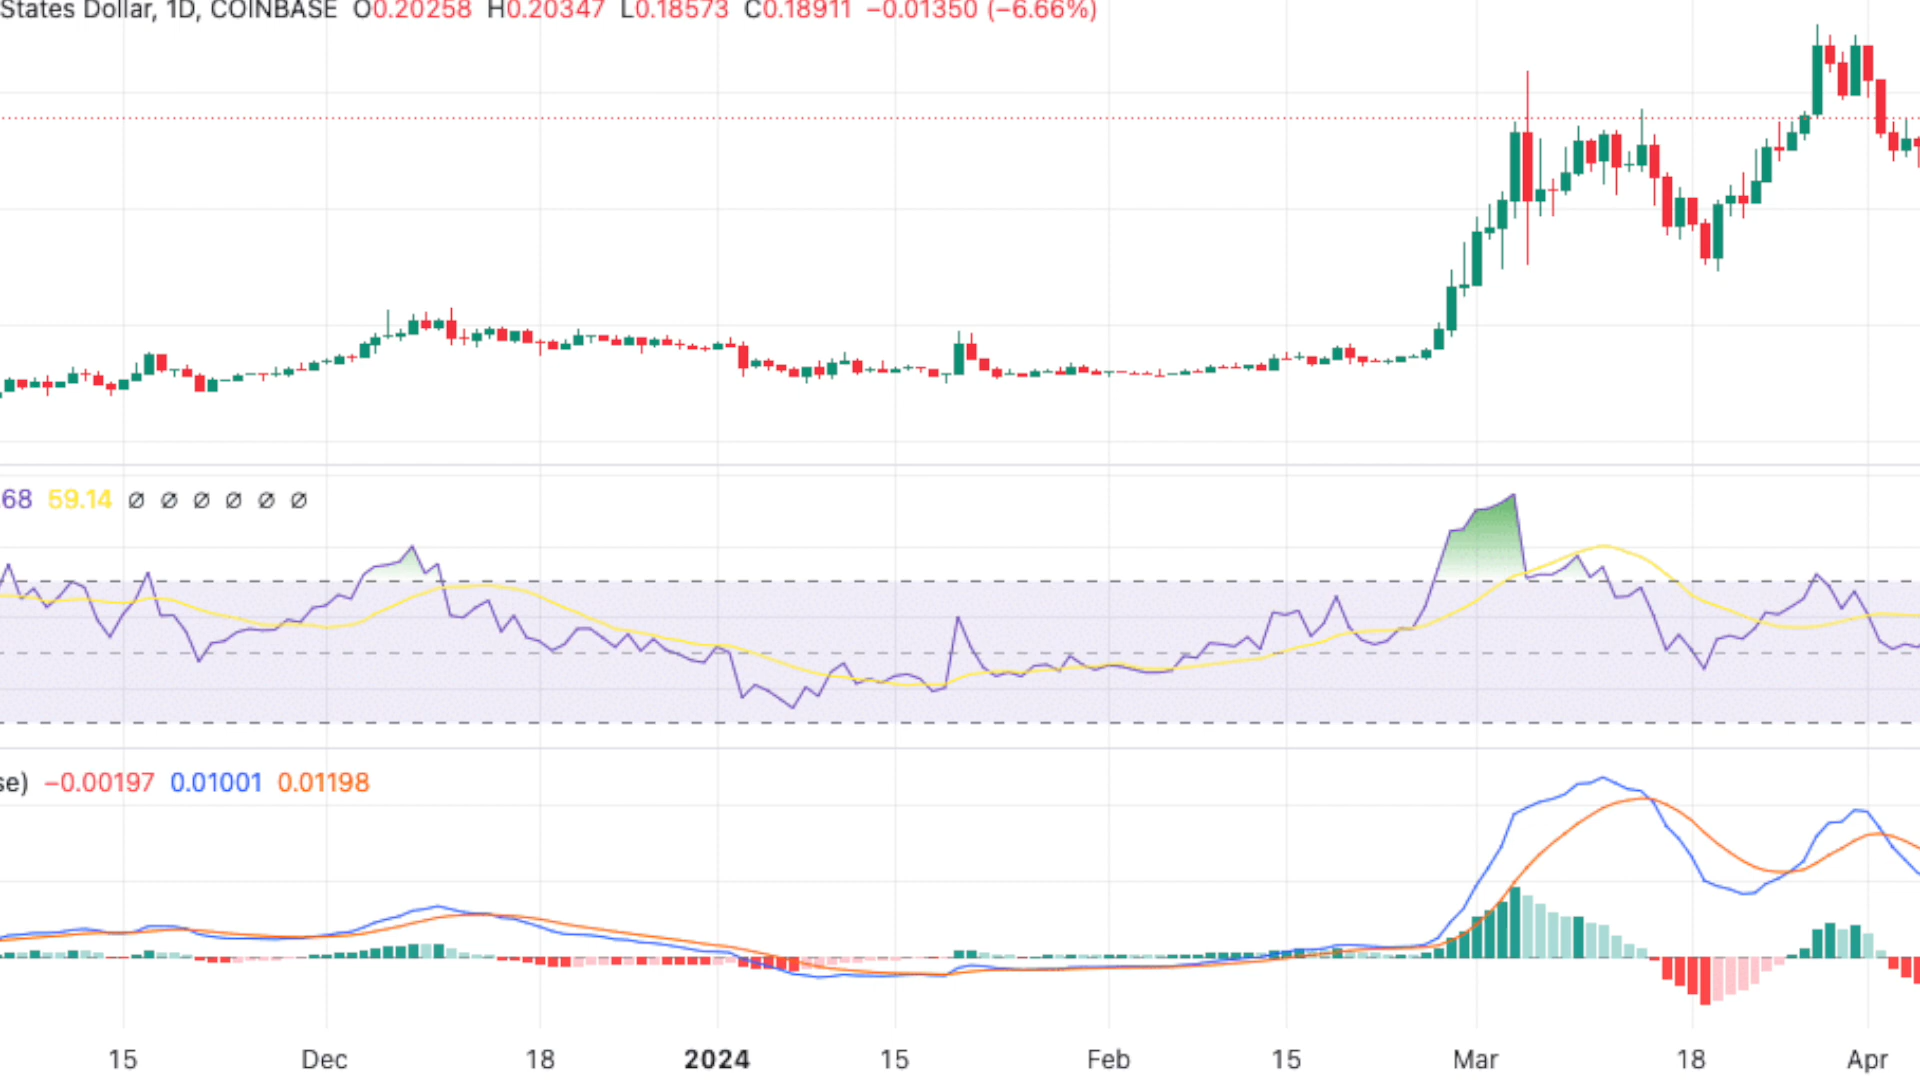 States Dollar, 1D, COINBASE O0.20258 H0.20347 L0.18573 C0.18911 −0.01350 (−6.66%)
68 59.14 ∅ ∅ ∅ ∅ ∅ ∅
se) −0.00197 0.01001 0.01198
15 Dec 18 2024 15 Feb 15 Mar 18 Apr